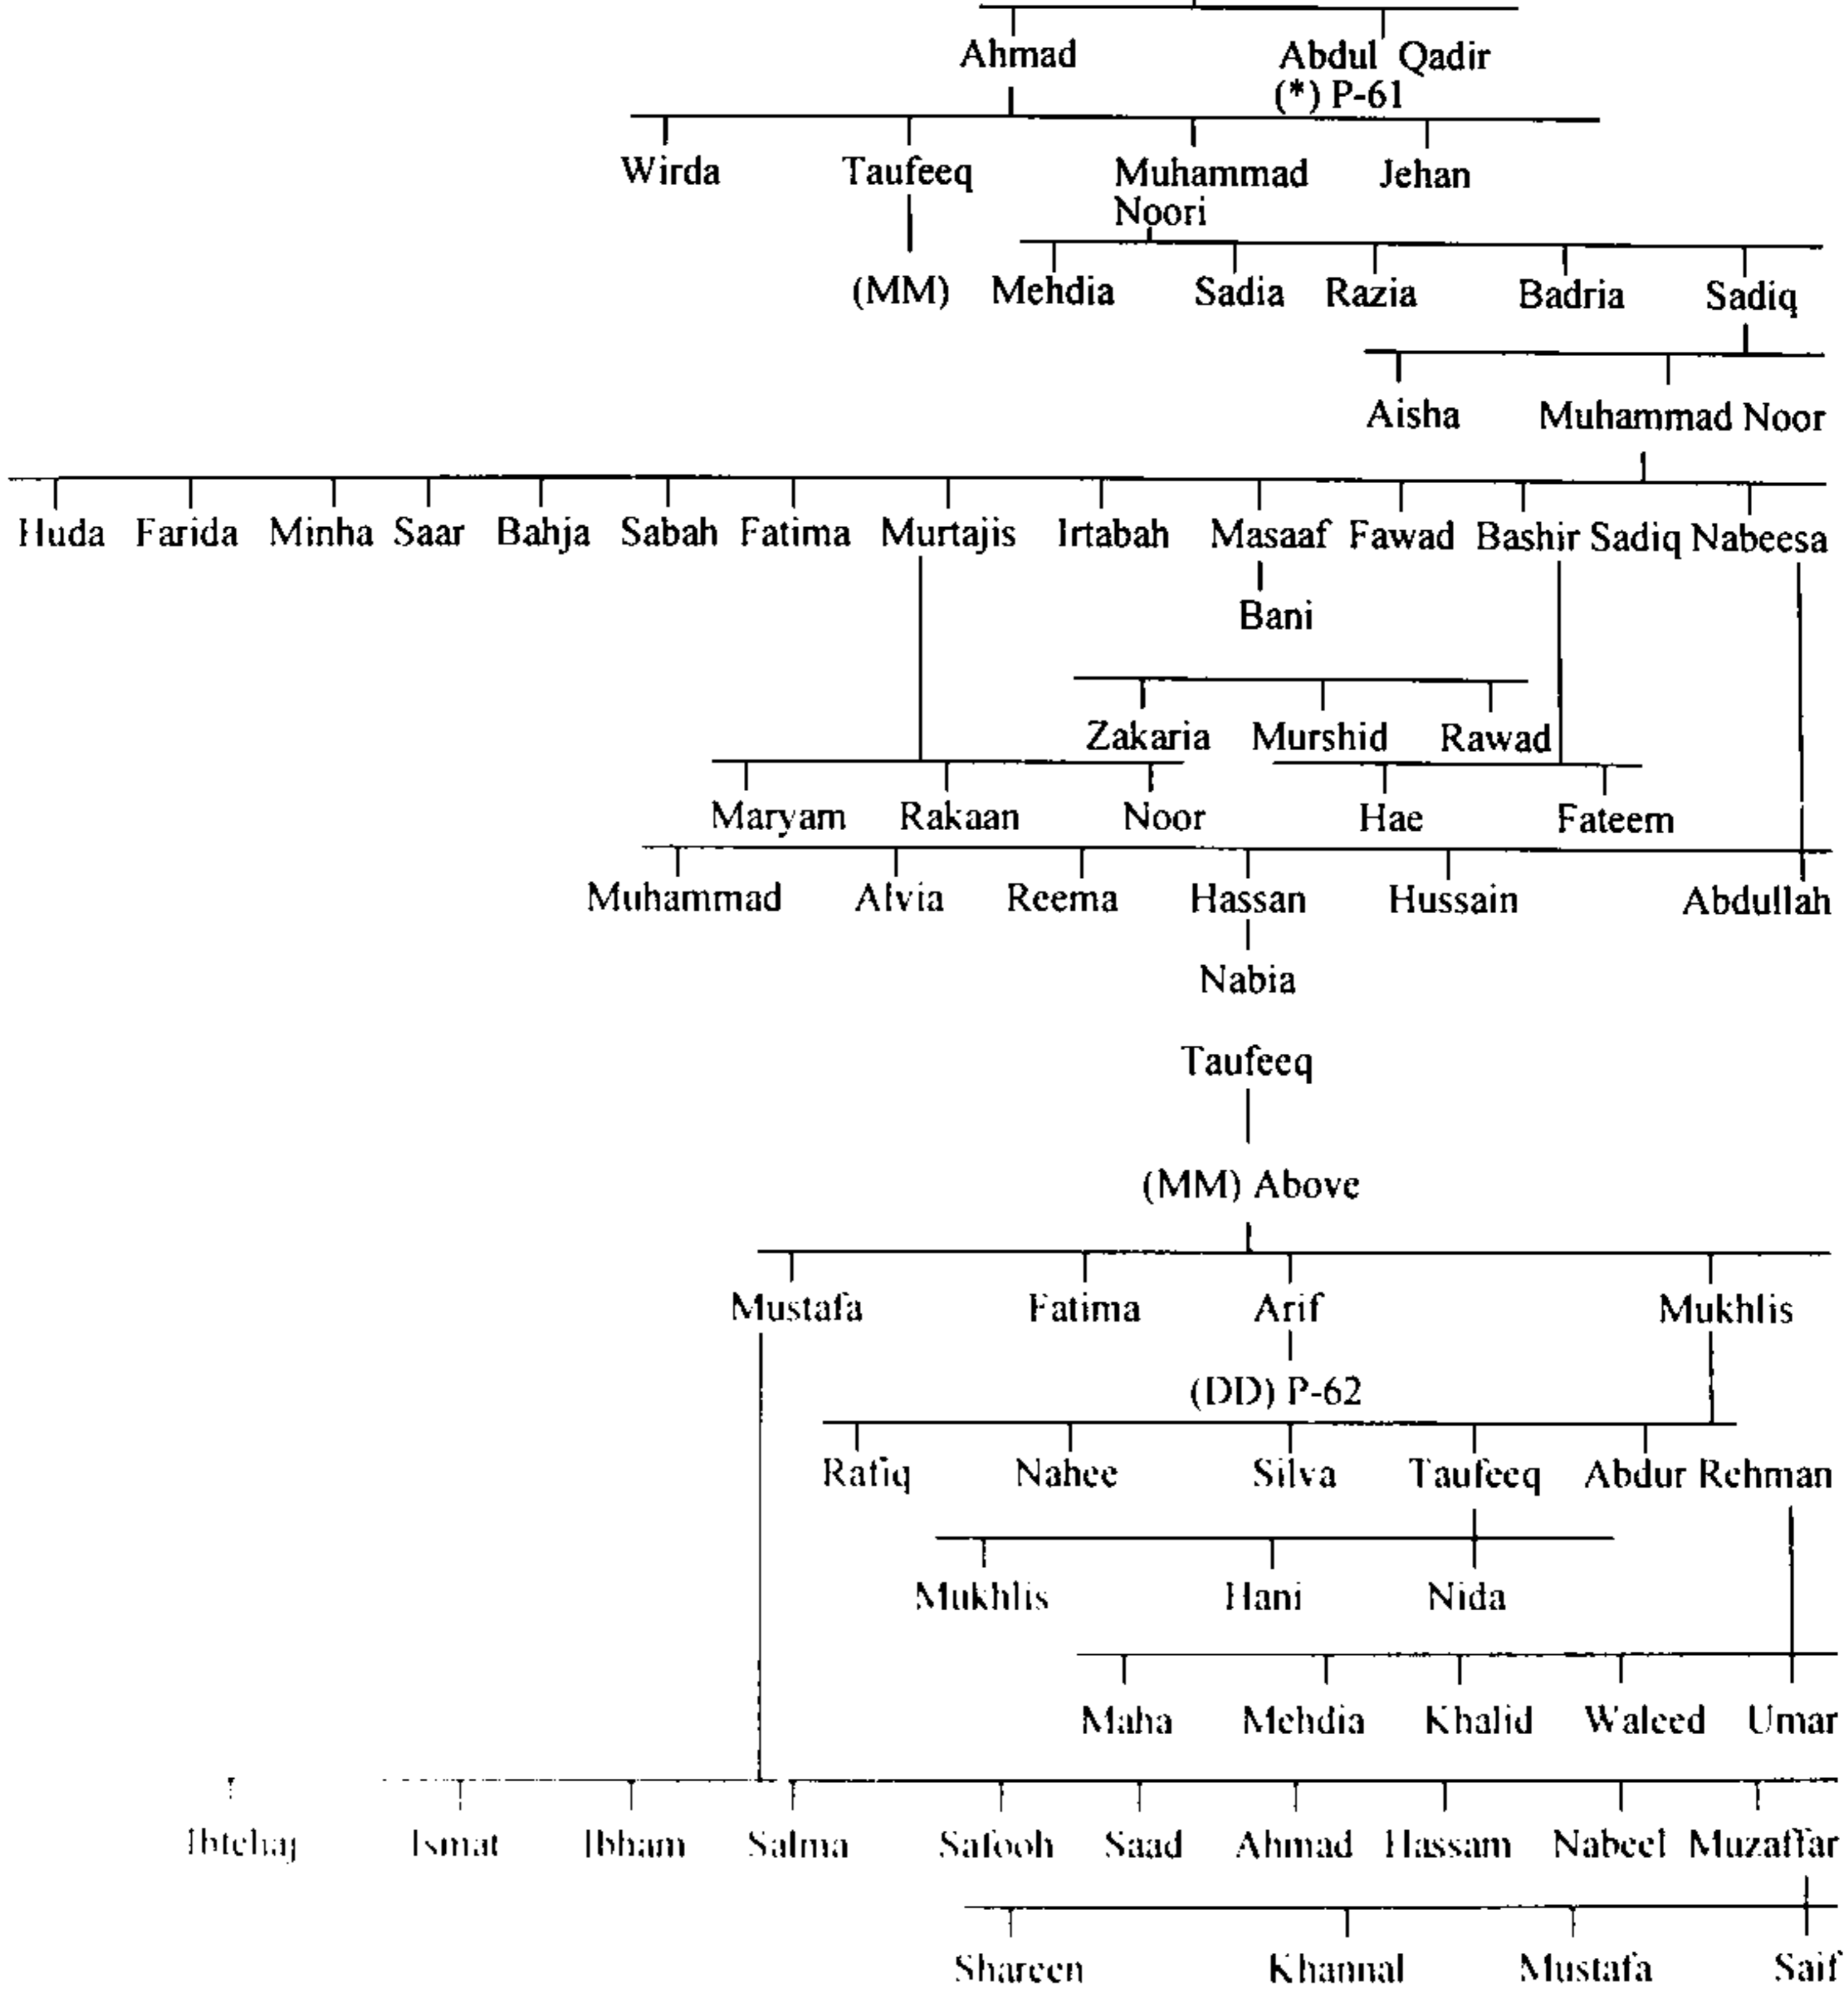 Ahmad Abdul Qadir
(*) P-61
Wirda Taufeeq Muhammad Jehan
Noori
(MM) Mehdia Sadia Razia Badria Sadiq
Aisha Muhammad Noor
Huda Farida Minha Saar Bahja Sabah Fatima Murtajis Irtabah Masaaf Fawad Bashir Sadiq Nabeesa
Bani
Zakaria Murshid Rawad
Maryam Rakaan Noor Hae Fateem
Muhammad Alvia Reema Hassan Hussain Abdullah
Nabia
Taufeeq
(MM) Above
Mustafa Fatima Arif Mukhlis
(DD) P-62
Rafiq Nahee Silva Taufeeq Abdur Rehman
Mukhlis Hani Nida
Maha Mehdia Khalid Waleed Umar
Ibtehaj Ismat Ibham Salma Safooh Saad Ahmad Hassam Nabeel Muzaffar
Shareen Khannal Mustafa Saif